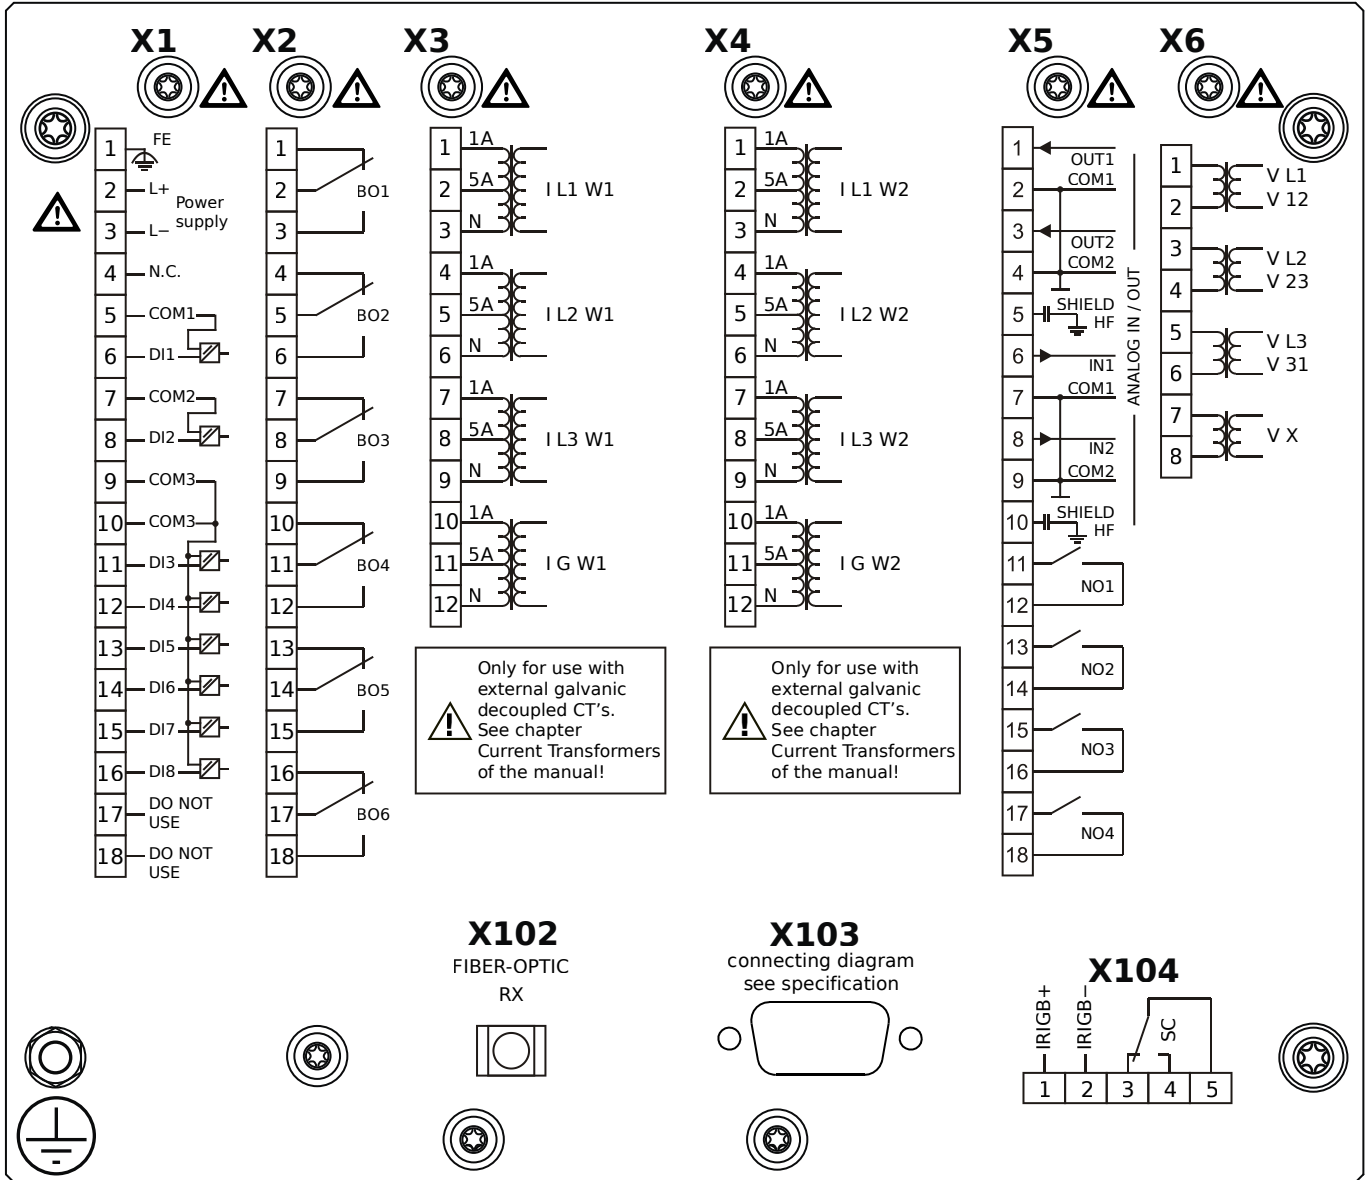 X1
X2
X3
X4
X5
X6
1
FE
2
L+
Power
supply
3
L−
4
N.C.
5
COM1
6
DI1
7
COM2
8
DI2
9
COM3
10
COM3
11
DI3
12
DI4
13
DI5
14
DI6
15
DI7
16
DI8
17
DO NOT
USE
18
DO NOT
USE
1
2
BO1
3
4
5
BO2
6
7
8
BO3
9
10
11
BO4
12
13
14
BO5
15
16
17
BO6
18
1
1A
2
5A
I L1 W1
3
N
4
1A
5
5A
I L2 W1
6
N
7
1A
8
5A
I L3 W1
9
N
10
1A
11
5A
I G W1
12
N
Only for use with
external galvanic
decoupled CT's.
See chapter
Current Transformers
of the manual!
1
1A
2
5A
I L1 W2
3
N
4
1A
5
5A
I L2 W2
6
N
7
1A
8
5A
I L3 W2
9
N
10
1A
11
5A
I G W2
12
N
Only for use with
external galvanic
decoupled CT's.
See chapter
Current Transformers
of the manual!
1
OUT1
2
COM1
3
OUT2
4
COM2
5
SHIELD
HF
6
IN1
7
COM1
8
IN2
9
COM2
10
SHIELD
HF
ANALOG IN / OUT
11
NO1
12
13
NO2
14
15
NO3
16
17
NO4
18
1
V L1
2
V 12
3
V L2
4
V 23
5
V L3
6
V 31
7
V X
8
X102
FIBER-OPTIC
RX
X103
connecting diagram
see specification
X104
IRIGB+
IRIGB−
SC
1
2
3
4
5